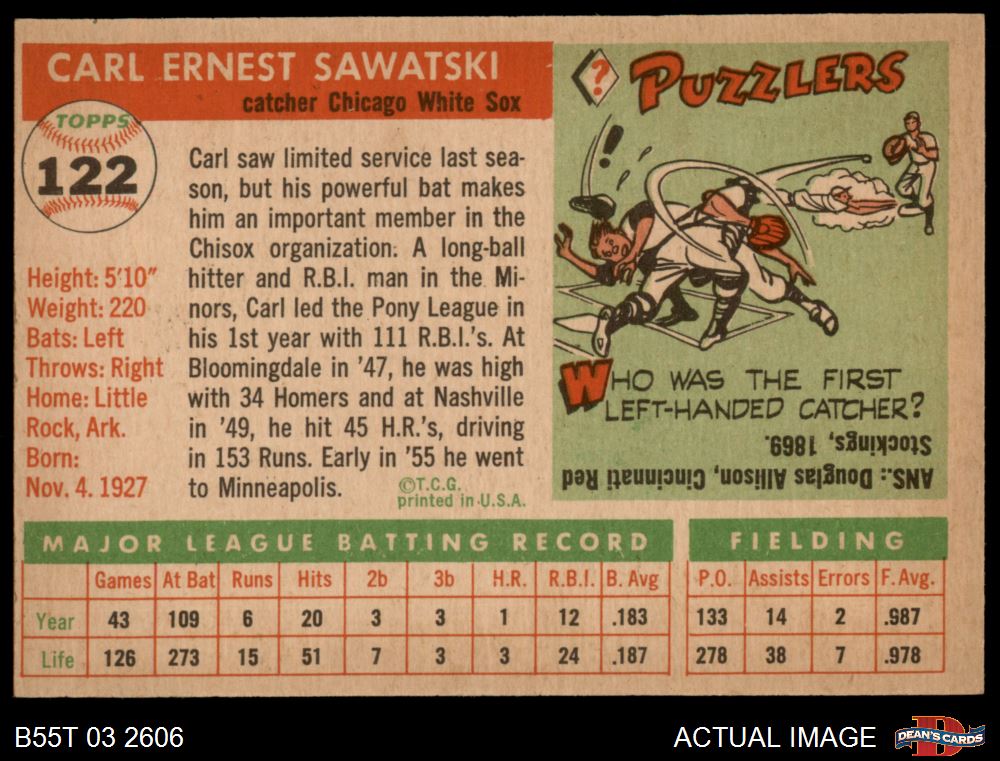 CARL ERNEST SAWATSKI
catcher Chicago White Sox
TOPPS
122
Height: 5'10"
Weight: 220
Bats: Left
Throws: Right
Home: Little
Rock, Ark.
Born:
Nov. 4. 1927
Carl saw limited service last sea-
son, but his powerful bat makes
him an important member in the
Chisox organization. A long-ball
hitter and R.B.I. man in the Mi-
nors, Carl led the Pony League in
his 1st year with 111 R.B.I.'s. At
Bloomingdale in '47, he was high
with 34 Homers and at Nashville
in '49, he hit 45 H.R.'s, driving
in 153 Runs. Early in '55 he went
to Minneapolis.
©T.C.G.
printed in U.S.A.
?
PUZZLERS
!
WHO WAS THE FIRST
LEFT-HANDED CATCHER?
ANS.: Douglas Allison, Cincinnati Red
Stockings, 1869.
MAJOR LEAGUE BATTING RECORD
Games At Bat Runs Hits 2b 3b H.R. R.B.I. B. Avg
Year 43 109 6 20 3 3 1 12 .183
Life 126 273 15 51 7 3 3 24 .187
FIELDING
P.O. Assists Errors F. Avg.
133 14 2 .987
278 38 7 .978
B55T 03 2606
ACTUAL IMAGE
D
DEAN'S CARDS